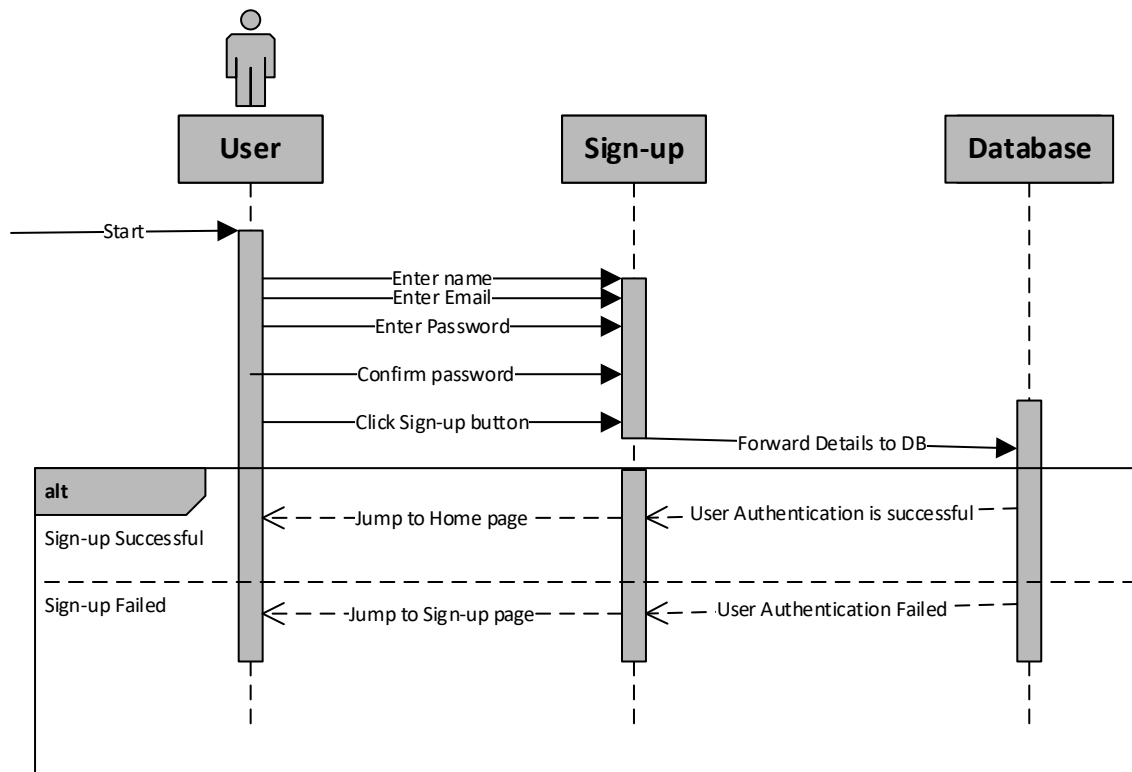 User
Sign-up
Database
Start
Enter name
Enter Email
Enter Password
Confirm password
Click Sign-up button
Forward Details to DB
alt
Jump to Home page
User Authentication is successful
Sign-up Successful
Sign-up Failed
Jump to Sign-up page
User Authentication Failed